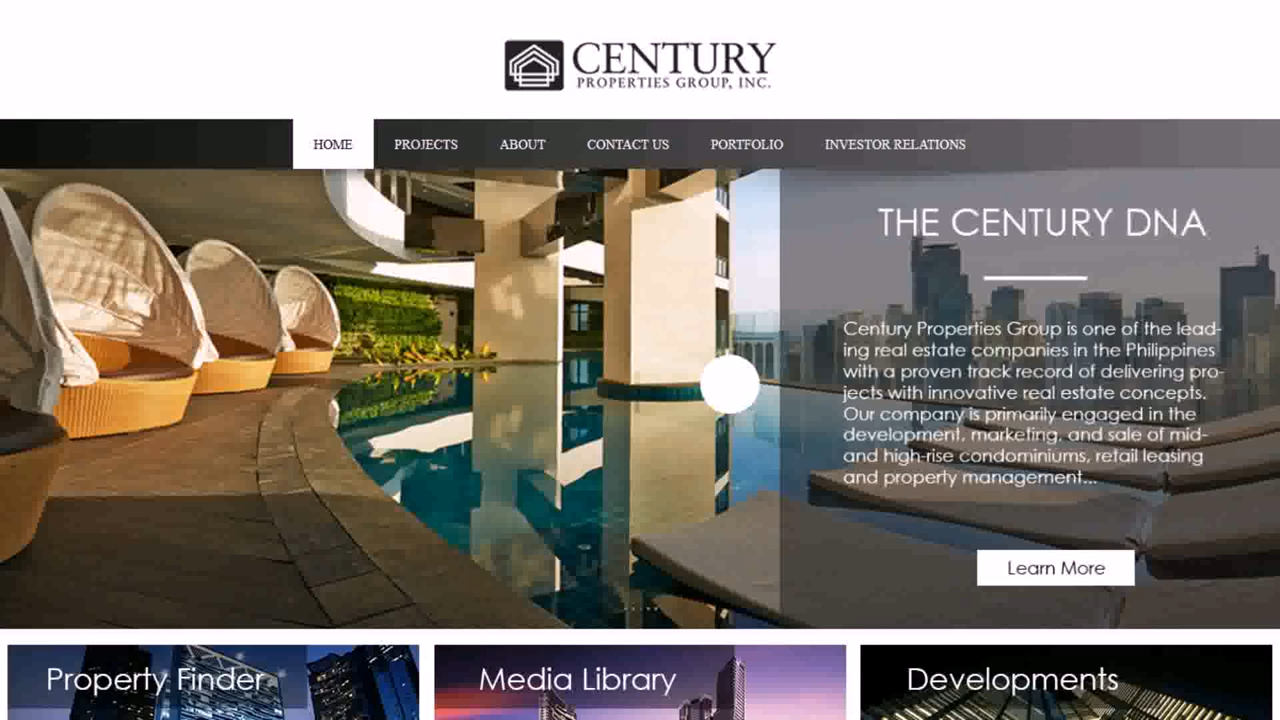 CENTURY
PROPERTIES GROUP, INC.
HOME PROJECTS ABOUT CONTACT US PORTFOLIO INVESTOR RELATIONS
THE CENTURY DNA
Century Properties Group is one of the lead-
ing real estate companies in the Philippines
with a proven track record of delivering pro-
jects with innovative real estate concepts.
Our company is primarily engaged in the
development, marketing, and sale of mid-
and high-rise condominiums, retail leasing
and property management...
Learn More
Property Finder
Media Library
Developments